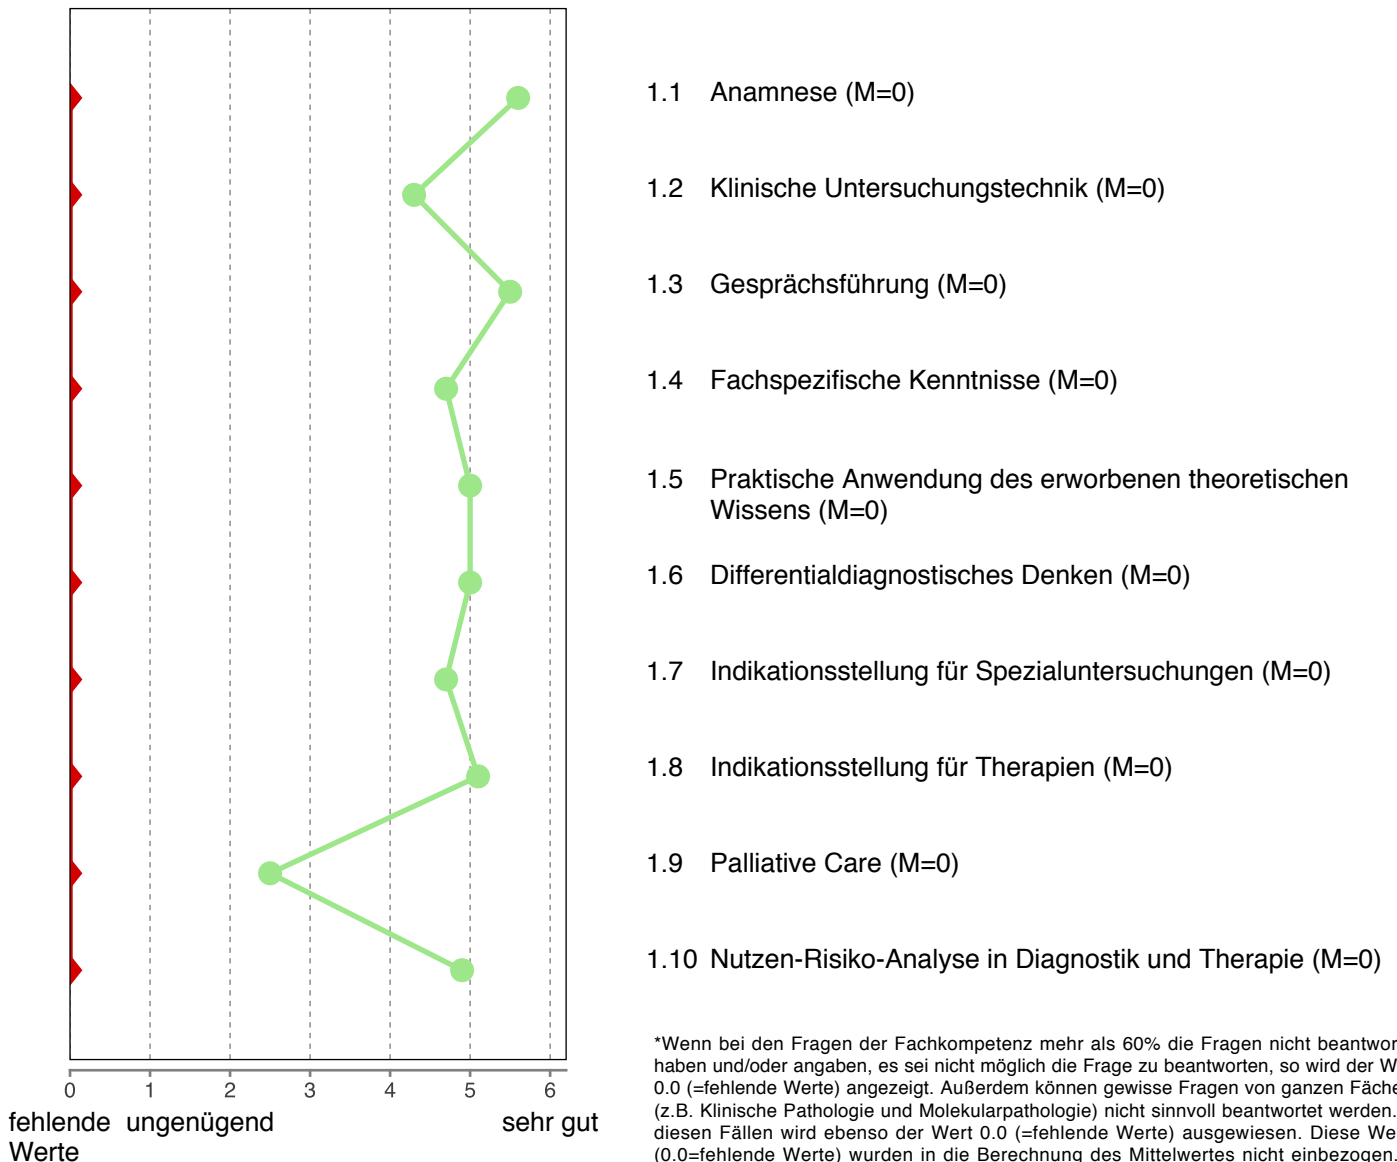 1.1 Anamnese (M=0)
1.2 Klinische Untersuchungstechnik (M=0)
1.3 Gesprächsführung (M=0)
1.4 Fachspezifische Kenntnisse (M=0)
1.5 Praktische Anwendung des erworbenen theoretischen
Wissens (M=0)
1.6 Differentialdiagnostisches Denken (M=0)
1.7 Indikationsstellung für Spezialuntersuchungen (M=0)
1.8 Indikationsstellung für Therapien (M=0)
1.9 Palliative Care (M=0)
1.10 Nutzen-Risiko-Analyse in Diagnostik und Therapie (M=0)
0 1 2 3 4 5 6
fehlende ungenügend sehr gut
Werte
*Wenn bei den Fragen der Fachkompetenz mehr als 60% die Fragen nicht beantwor
haben und/oder angaben, es sei nicht möglich die Frage zu beantworten, so wird der W
0.0 (=fehlende Werte) angezeigt. Außerdem können gewisse Fragen von ganzen Fäche
(z.B. Klinische Pathologie und Molekularpathologie) nicht sinnvoll beantwortet werden.
diesen Fällen wird ebenso der Wert 0.0 (=fehlende Werte) ausgewiesen. Diese We
(0.0=fehlende Werte) wurden in die Berechnung des Mittelwertes nicht einbezogen.